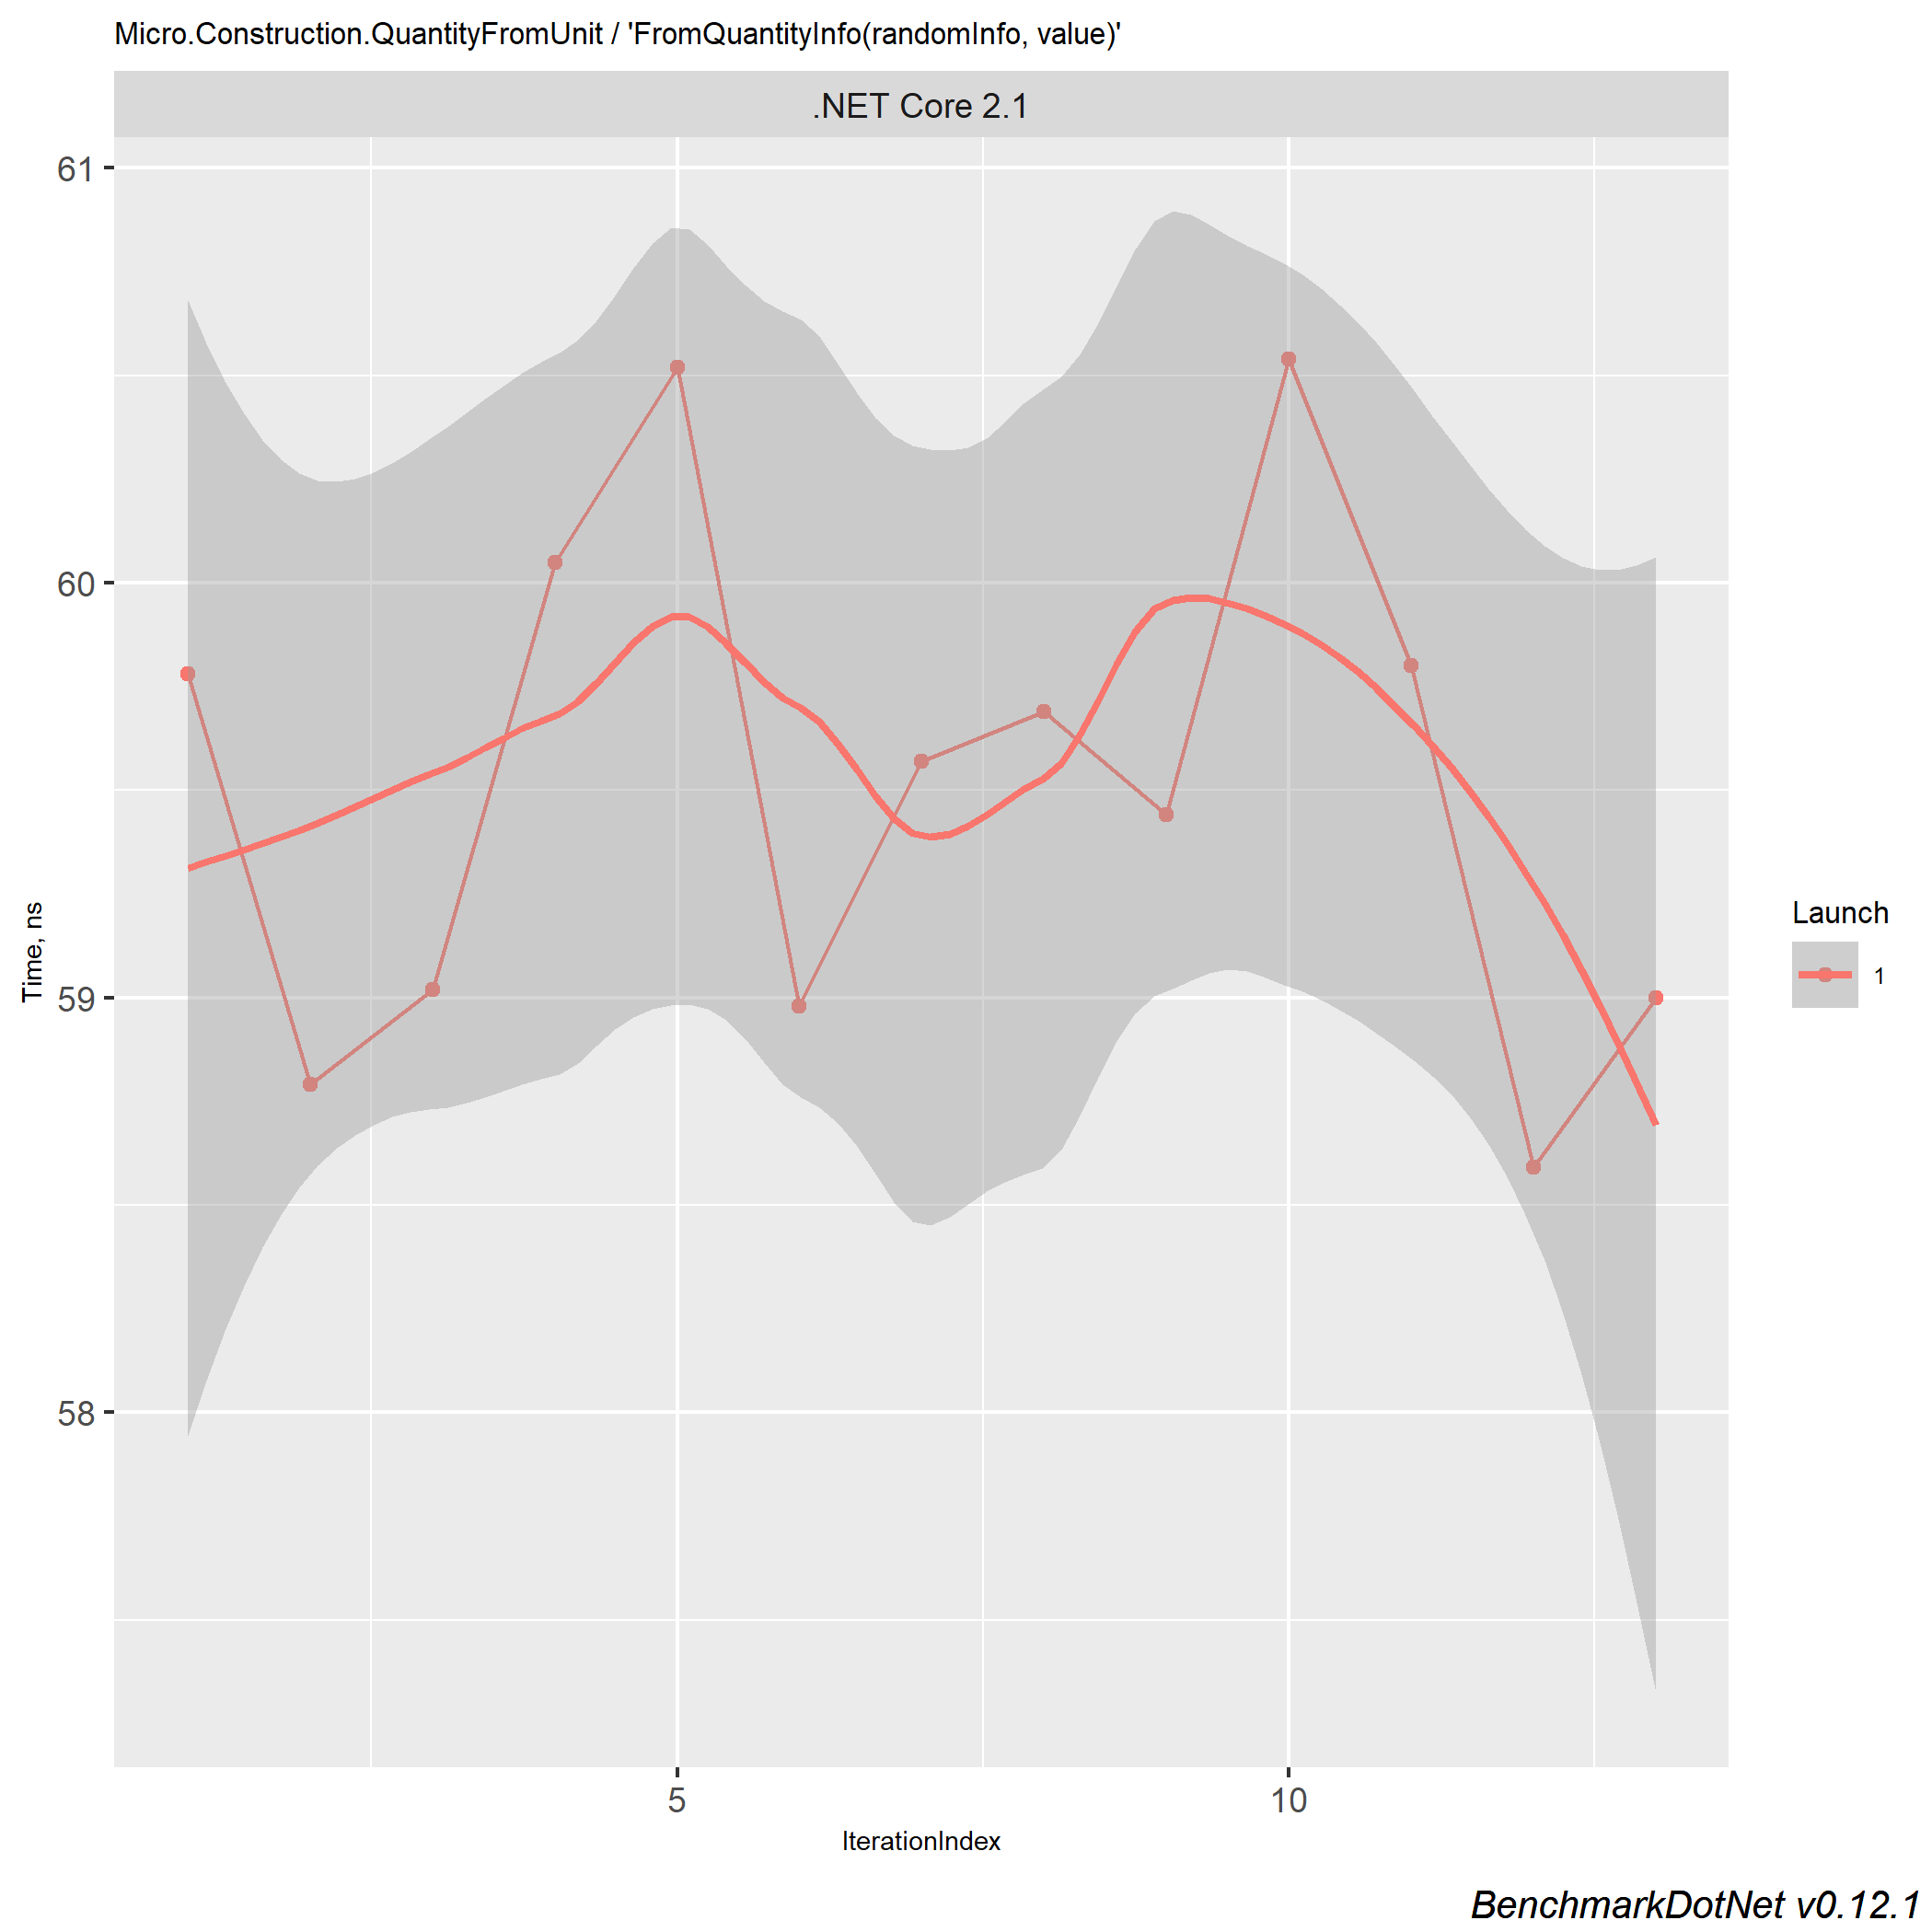 Micro.Construction.QuantityFromUnit / 'FromQuantityInfo(randomInfo, value)'
.NET Core 2.1
61
60
59
58
Time, ns
5
10
IterationIndex
Launch
1
BenchmarkDotNet v0.12.1